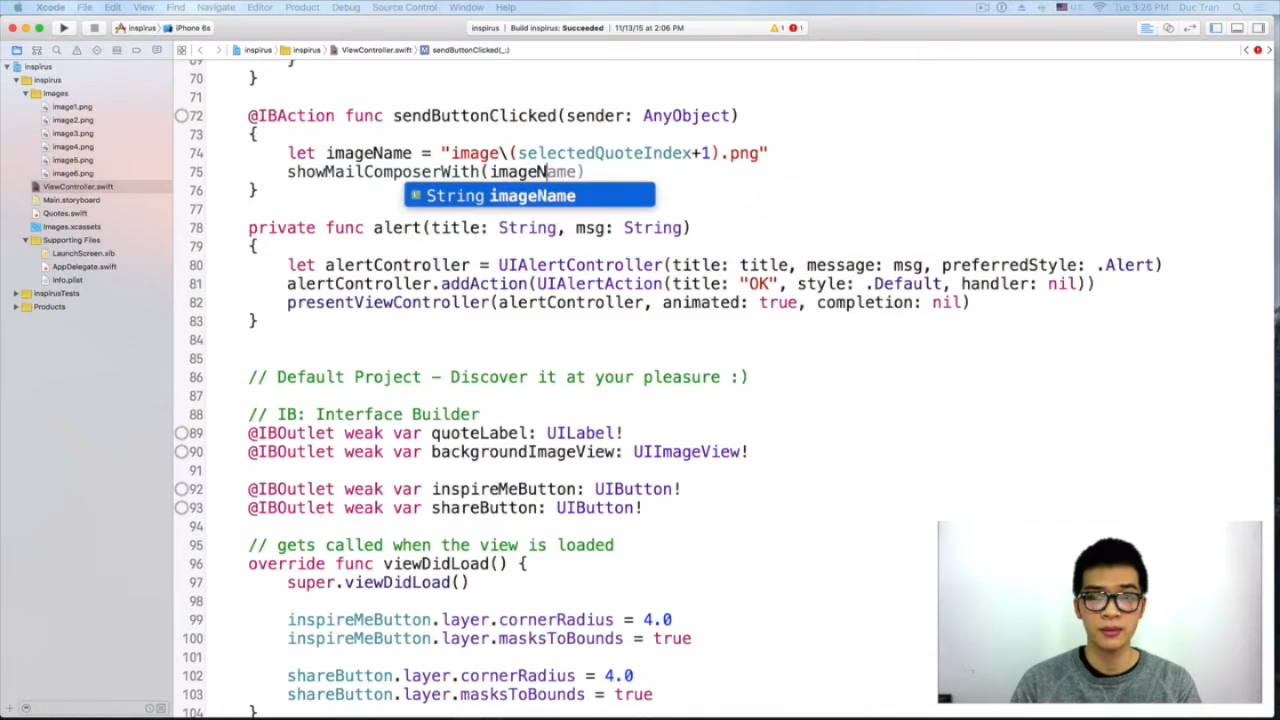 Xcode File Edit View Find Navigate Editor Product Debug Source Control Window Help Tue 3:26 PM Duc Tran
inspirus
inspirus iPhone 6s inspirus | Build inspirus: Succeeded | 11/13/15 at 2:06 PM 1 1
inspirus inspirus ViewController.swift M sendButtonClicked(_:)
inspirus
inspirus
images
image1.png
image2.png
image3.png
image4.png
image5.png
image6.png
ViewController.swift
Main.storyboard
Quotes.swift
Images.xcassets
Supporting Files
LaunchScreen.xib
AppDelegate.swift
Info.plist
inspirusTests
Products
69 }
70 }
71
72 @IBAction func sendButtonClicked(sender: AnyObject)
73 {
74 let imageName = "image\(selectedQuoteIndex+1).png"
75 showMailComposerWith(imageName)
L String imageName
76 }
77
78 private func alert(title: String, msg: String)
79 {
80 let alertController = UIAlertController(title: title, message: msg, preferredStyle: .Alert)
81 alertController.addAction(UIAlertAction(title: "OK", style: .Default, handler: nil))
82 presentViewController(alertController, animated: true, completion: nil)
83 }
84
85
86 // Default Project – Discover it at your pleasure :)
87
88 // IB: Interface Builder
89 @IBOutlet weak var quoteLabel: UILabel!
90 @IBOutlet weak var backgroundImageView: UIImageView!
91
92 @IBOutlet weak var inspireMeButton: UIButton!
93 @IBOutlet weak var shareButton: UIButton!
94
95 // gets called when the view is loaded
96 override func viewDidLoad() {
97 super.viewDidLoad()
98
99 inspireMeButton.layer.cornerRadius = 4.0
100 inspireMeButton.layer.masksToBounds = true
101
102 shareButton.layer.cornerRadius = 4.0
103 shareButton.layer.masksToBounds = true
104 }